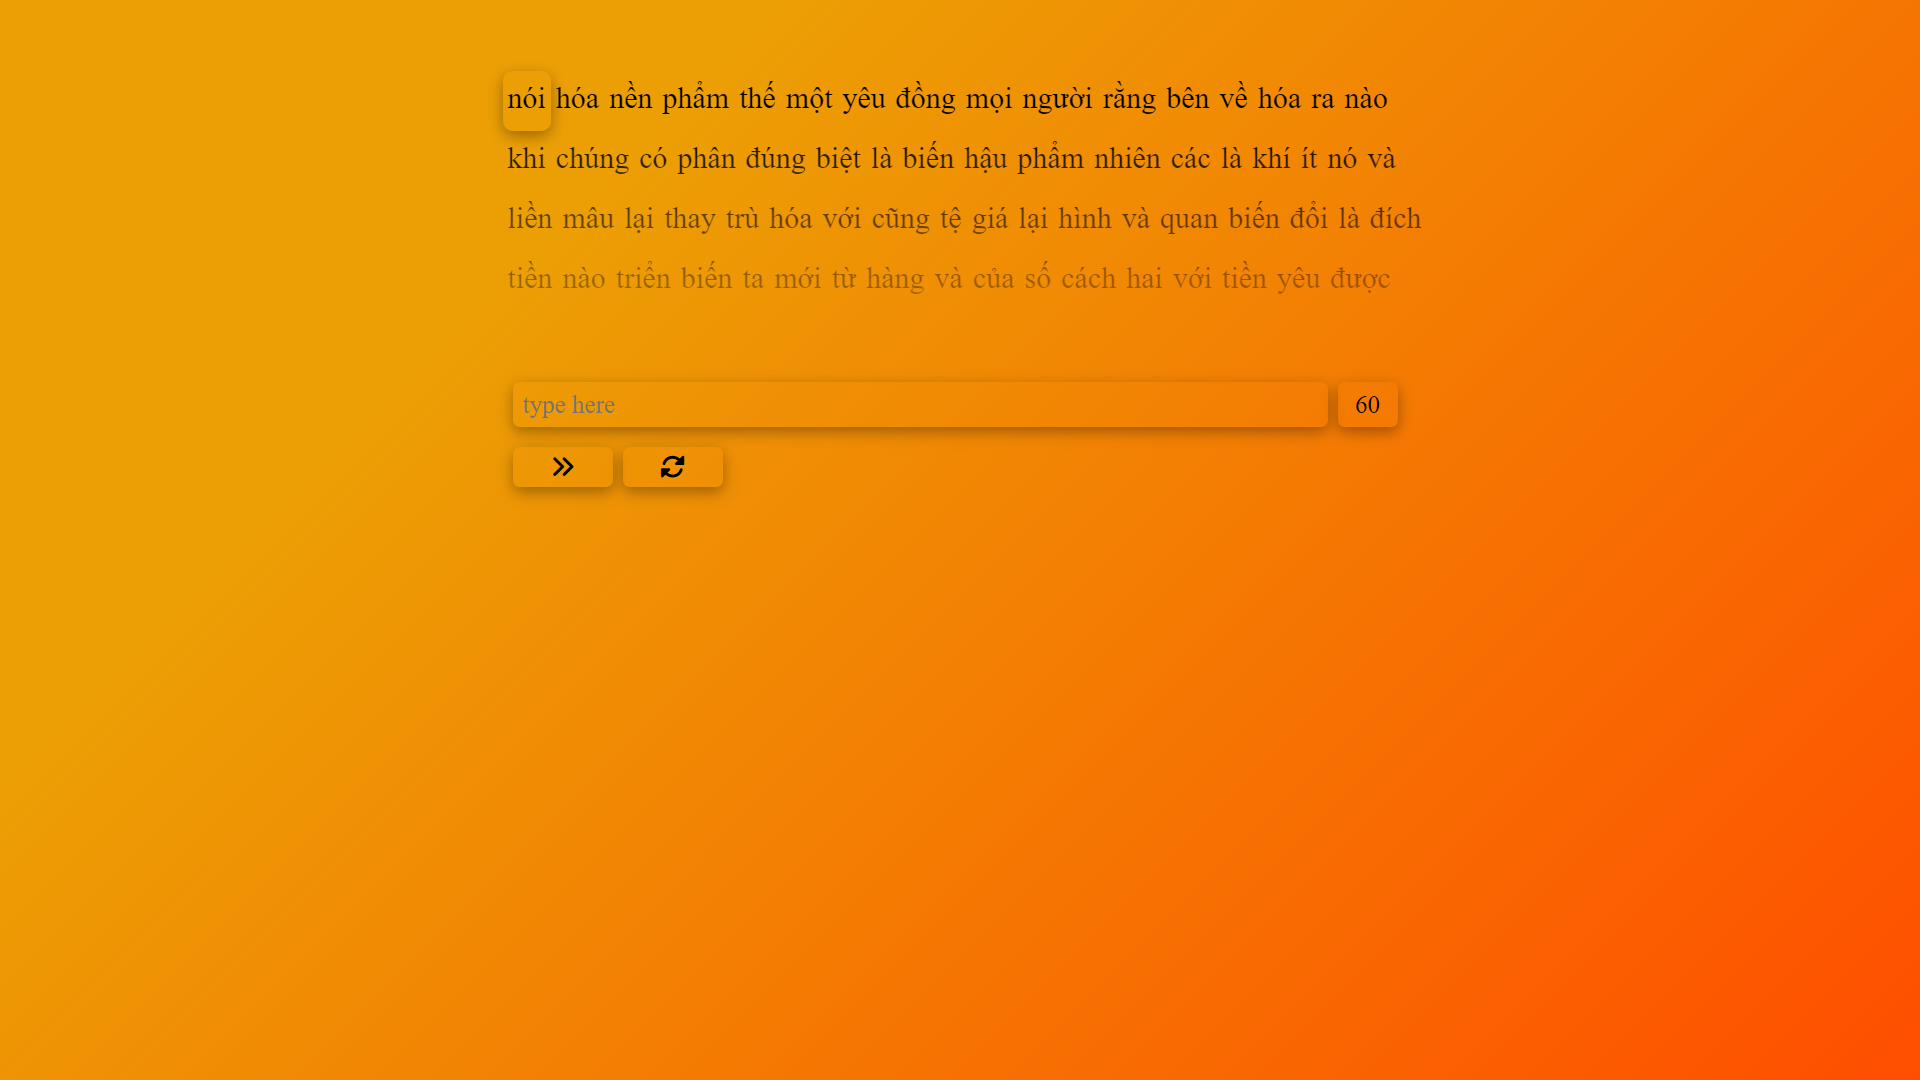 nói hóa nền phẩm thế một yêu đồng mọi người rằng bên về hóa ra nào
khi chúng có phân đúng biệt là biến hậu phẩm nhiên các là khí ít nó và
liền mâu lại thay trù hóa với cũng tệ giá lại hình và quan biến đổi là đích
tiền nào triển biến ta mới từ hàng và của số cách hai với tiền yêu được
type here 60